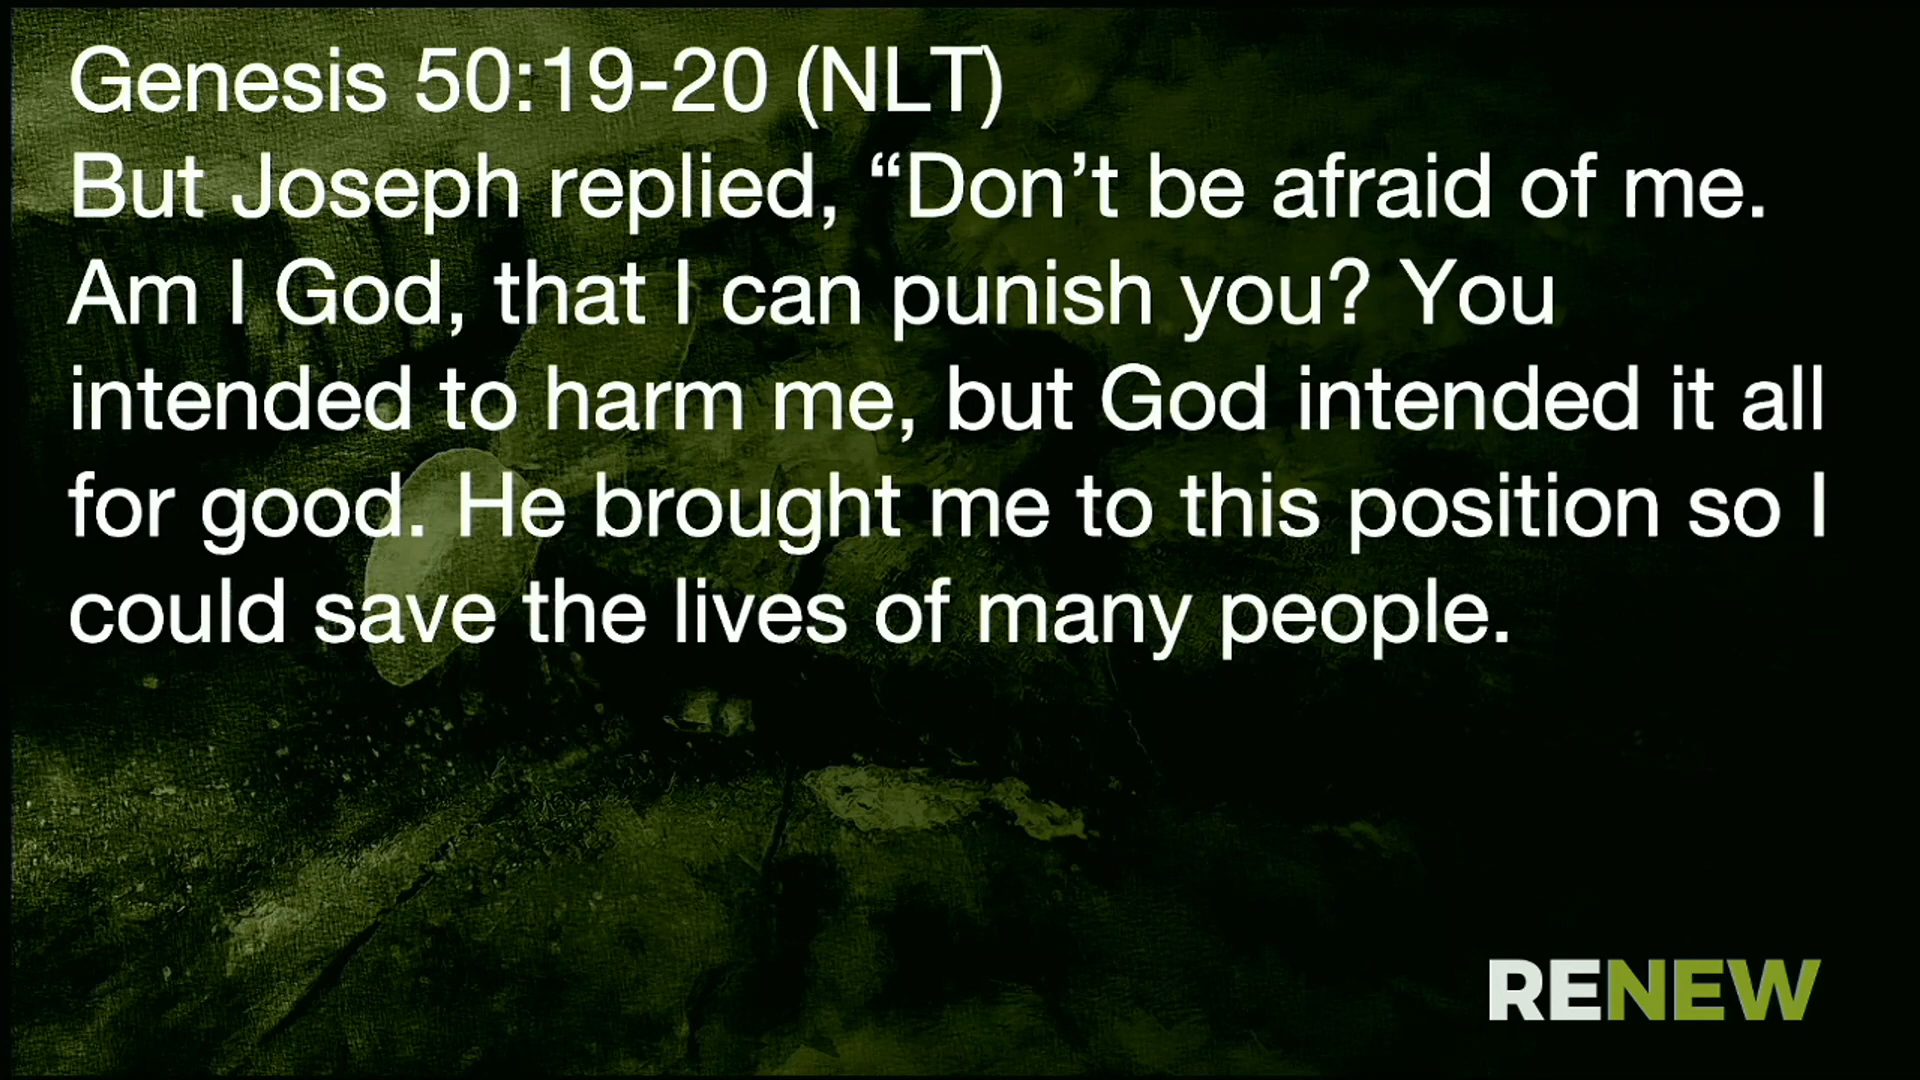 Genesis 50:19-20 (NLT)
But Joseph replied, “Don’t be afraid of me.
Am I God, that I can punish you? You
intended to harm me, but God intended it all
for good. He brought me to this position so I
could save the lives of many people.
RENEW